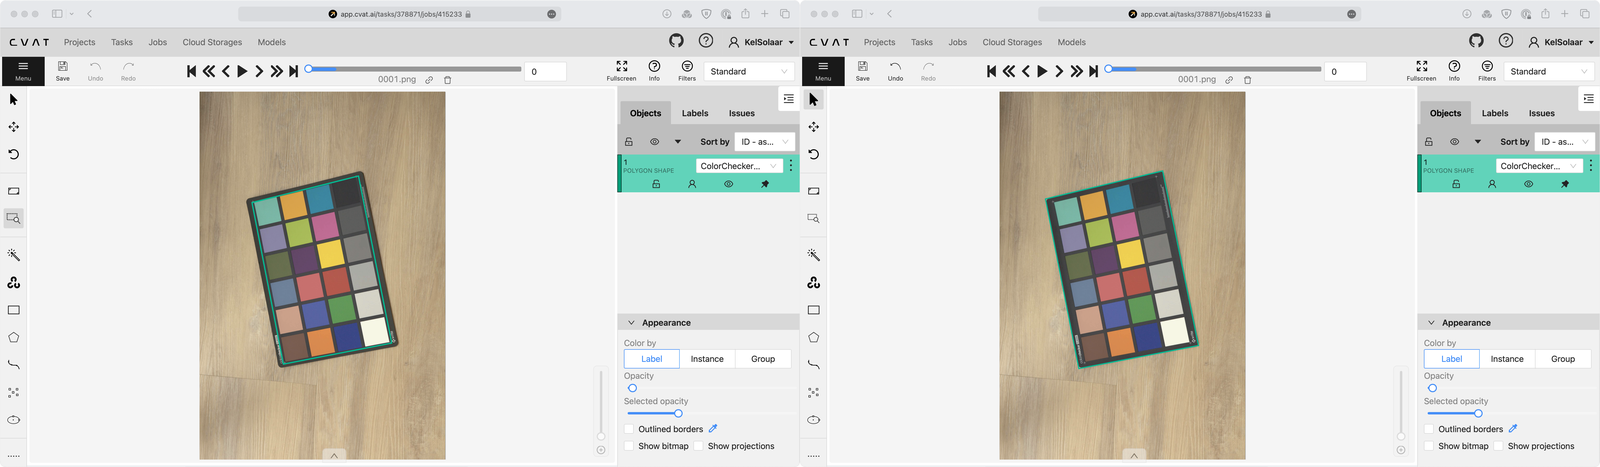 app.cvat.ai/tasks/378871/jobs/415233
CVAT
Projects
Tasks
Jobs
Cloud Storages
Models
KelSolaar
Menu
Save
Undo
Redo
0001.png
0
Fullscreen
Info
Filters
Standard
Objects
Labels
Issues
Sort by
ID - as...
1
POLYGON SHAPE
ColorChecker...
Appearance
Color by
Label
Instance
Group
Opacity
Selected opacity
Outlined borders
Show bitmap
Show projections
app.cvat.ai/tasks/378871/jobs/415233
CVAT
Projects
Tasks
Jobs
Cloud Storages
Models
KelSolaar
Menu
Save
Undo
Redo
0001.png
0
Fullscreen
Info
Filters
Standard
Objects
Labels
Issues
Sort by
ID - as...
1
POLYGON SHAPE
ColorChecker...
Appearance
Color by
Label
Instance
Group
Opacity
Selected opacity
Outlined borders
Show bitmap
Show projections